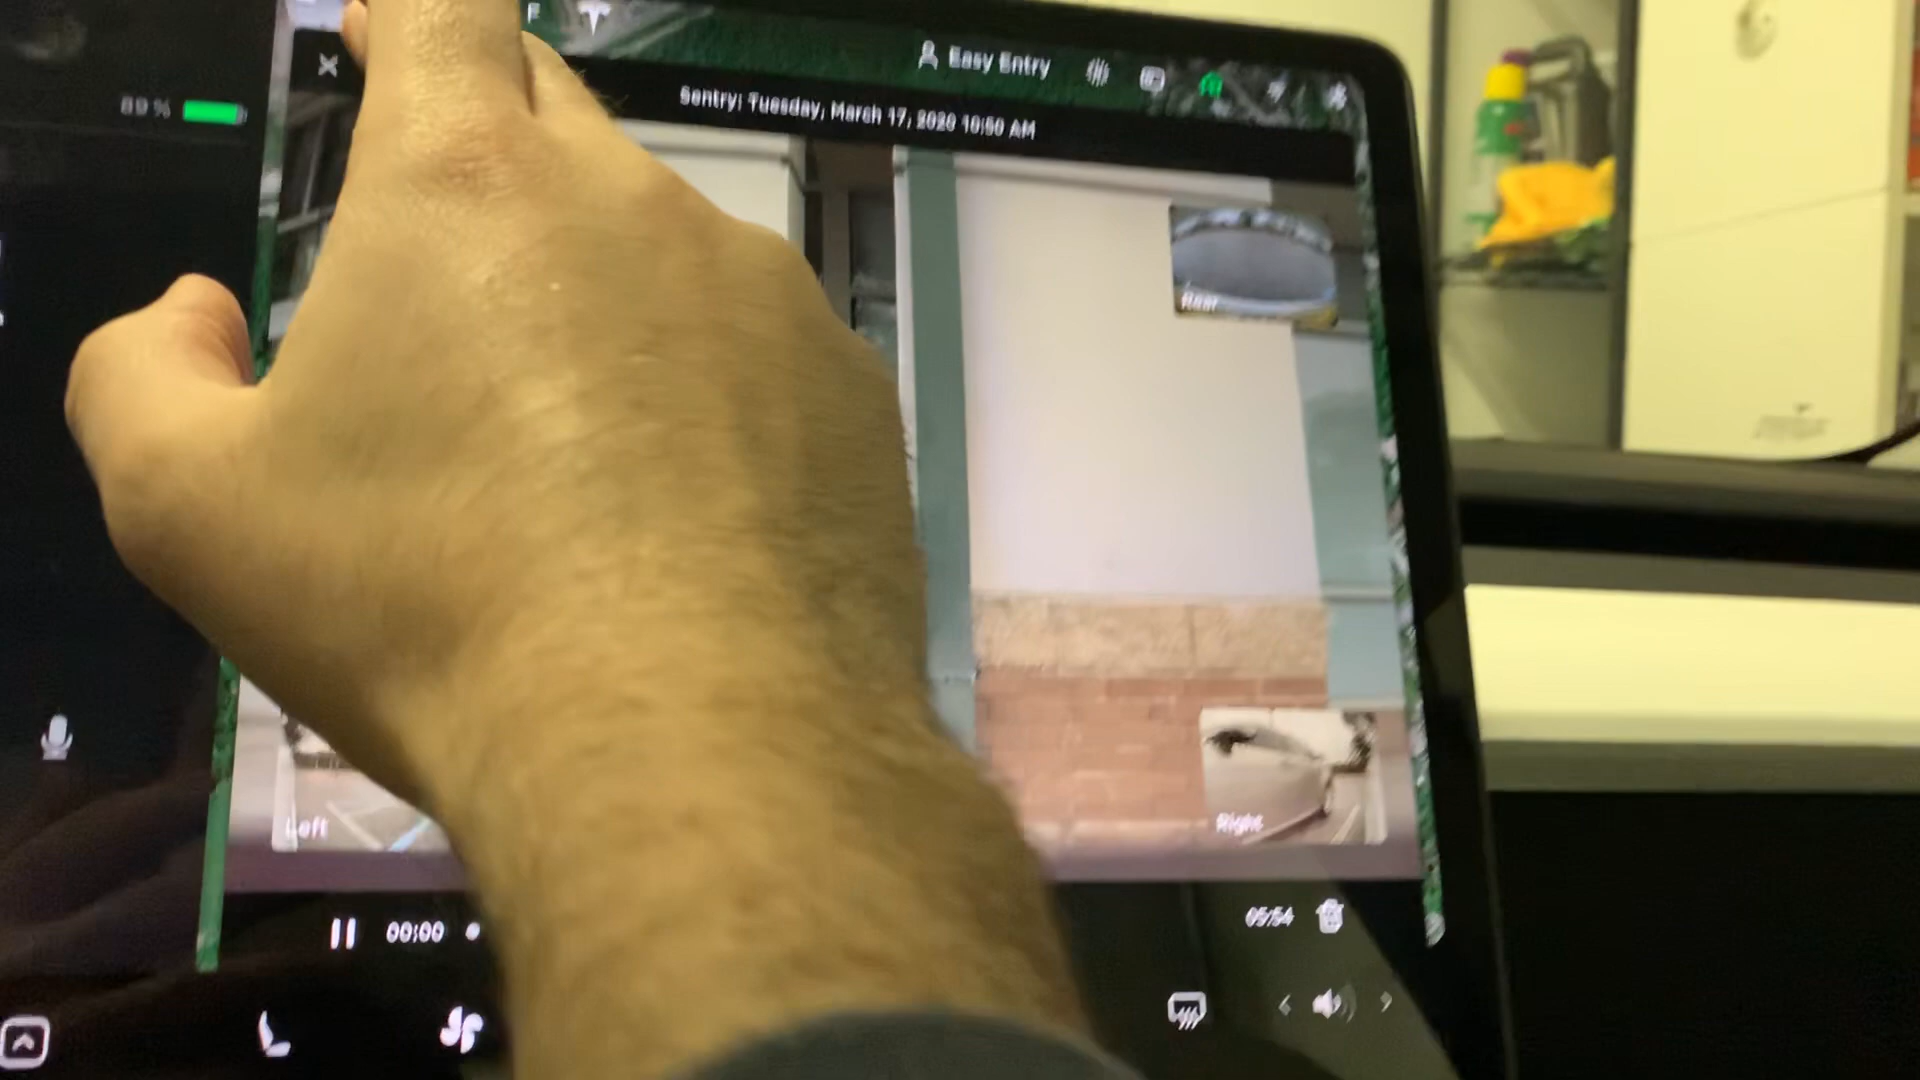 F
Easy Entry
89 %
Sentry: Tuesday, March 17, 2020 10:50 AM
Rear
Left
Right
00:00
05:54